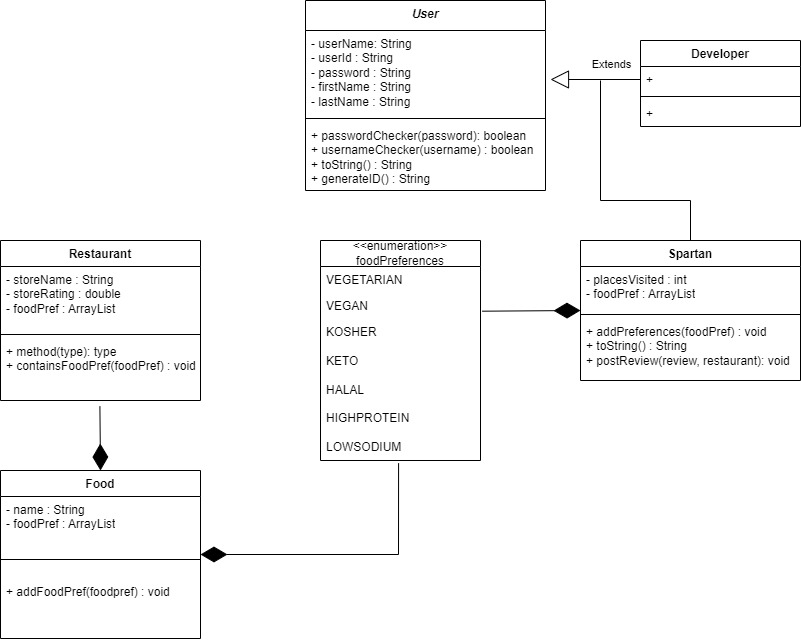 User
- userName: String
- userId : String
- password : String
- firstName : String
- lastName : String
+ passwordChecker(password): boolean
+ usernameChecker(username) : boolean
+ toString() : String
+ generateID() : String
Extends
Developer
+
+
Restaurant
- storeName : String
- storeRating : double
- foodPref : ArrayList
+ method(type): type
+ containsFoodPref(foodPref) : void
<<enumeration>>
foodPreferences
VEGETARIAN
VEGAN
KOSHER
KETO
HALAL
HIGHPROTEIN
LOWSODIUM
Spartan
- placesVisited : int
- foodPref : ArrayList
+ addPreferences(foodPref) : void
+ toString() : String
+ postReview(review, restaurant): void
Food
- name : String
- foodPref : ArrayList
+ addFoodPref(foodpref) : void